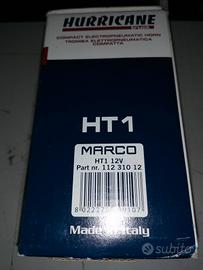 HURRICANE
COMPACT ELECTROPNEUMATIC HORN
TROMBA ELETTROPNEUMATICA
COMPATTA
HT1
MARCO
HT1 12V
Part nr. 112 310 12
Made in Italy
subito